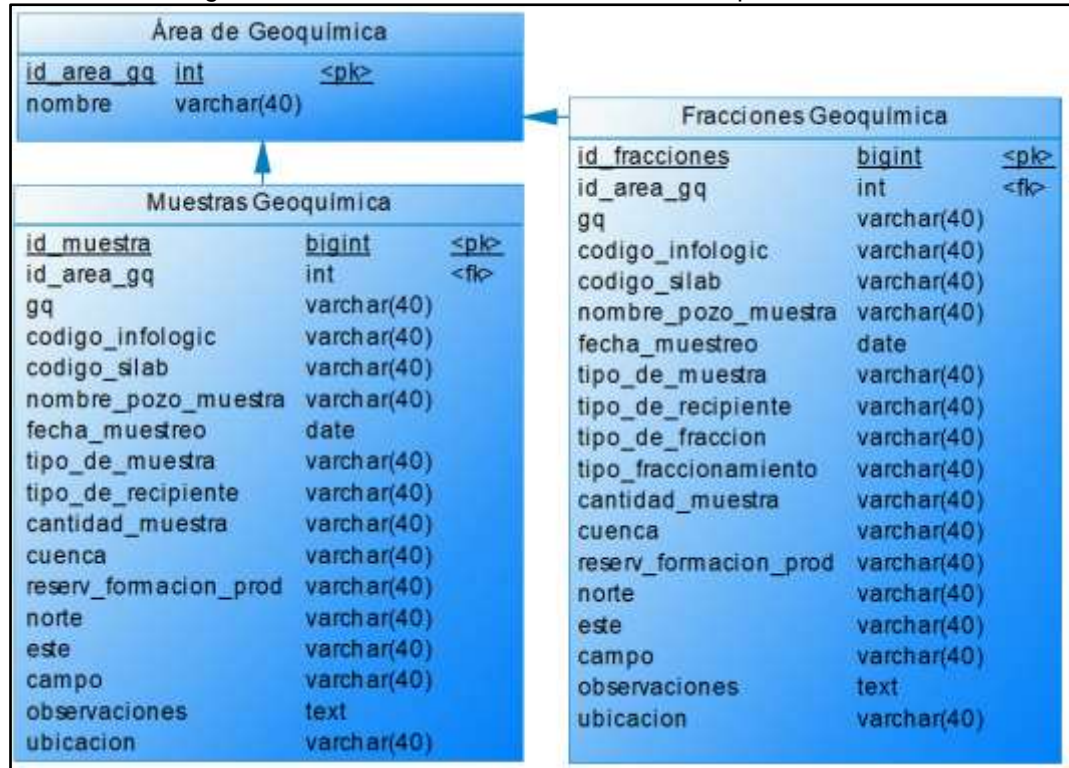 Área de Geoquímica
id_area_gq int <pk>
nombre varchar(40)
Muestras Geoquímica
id_muestra bigint <pk>
id_area_gq int <fk>
gq varchar(40)
codigo_infologic varchar(40)
codigo_silab varchar(40)
nombre_pozo_muestra varchar(40)
fecha_muestreo date
tipo_de_muestra varchar(40)
tipo_de_recipiente varchar(40)
cantidad_muestra varchar(40)
cuenca varchar(40)
reserv_formacion_prod varchar(40)
norte varchar(40)
este varchar(40)
campo varchar(40)
observaciones text
ubicacion varchar(40)
Fracciones Geoquímica
id_fracciones bigint <pk>
id_area_gq int <fk>
gq varchar(40)
codigo_infologic varchar(40)
codigo_silab varchar(40)
nombre_pozo_muestra varchar(40)
fecha_muestreo date
tipo_de_muestra varchar(40)
tipo_de_recipiente varchar(40)
tipo_de_fraccion varchar(40)
tipo_fraccionamiento varchar(40)
cantidad_muestra varchar(40)
cuenca varchar(40)
reserv_formacion_prod varchar(40)
norte varchar(40)
este varchar(40)
campo varchar(40)
observaciones text
ubicacion varchar(40)